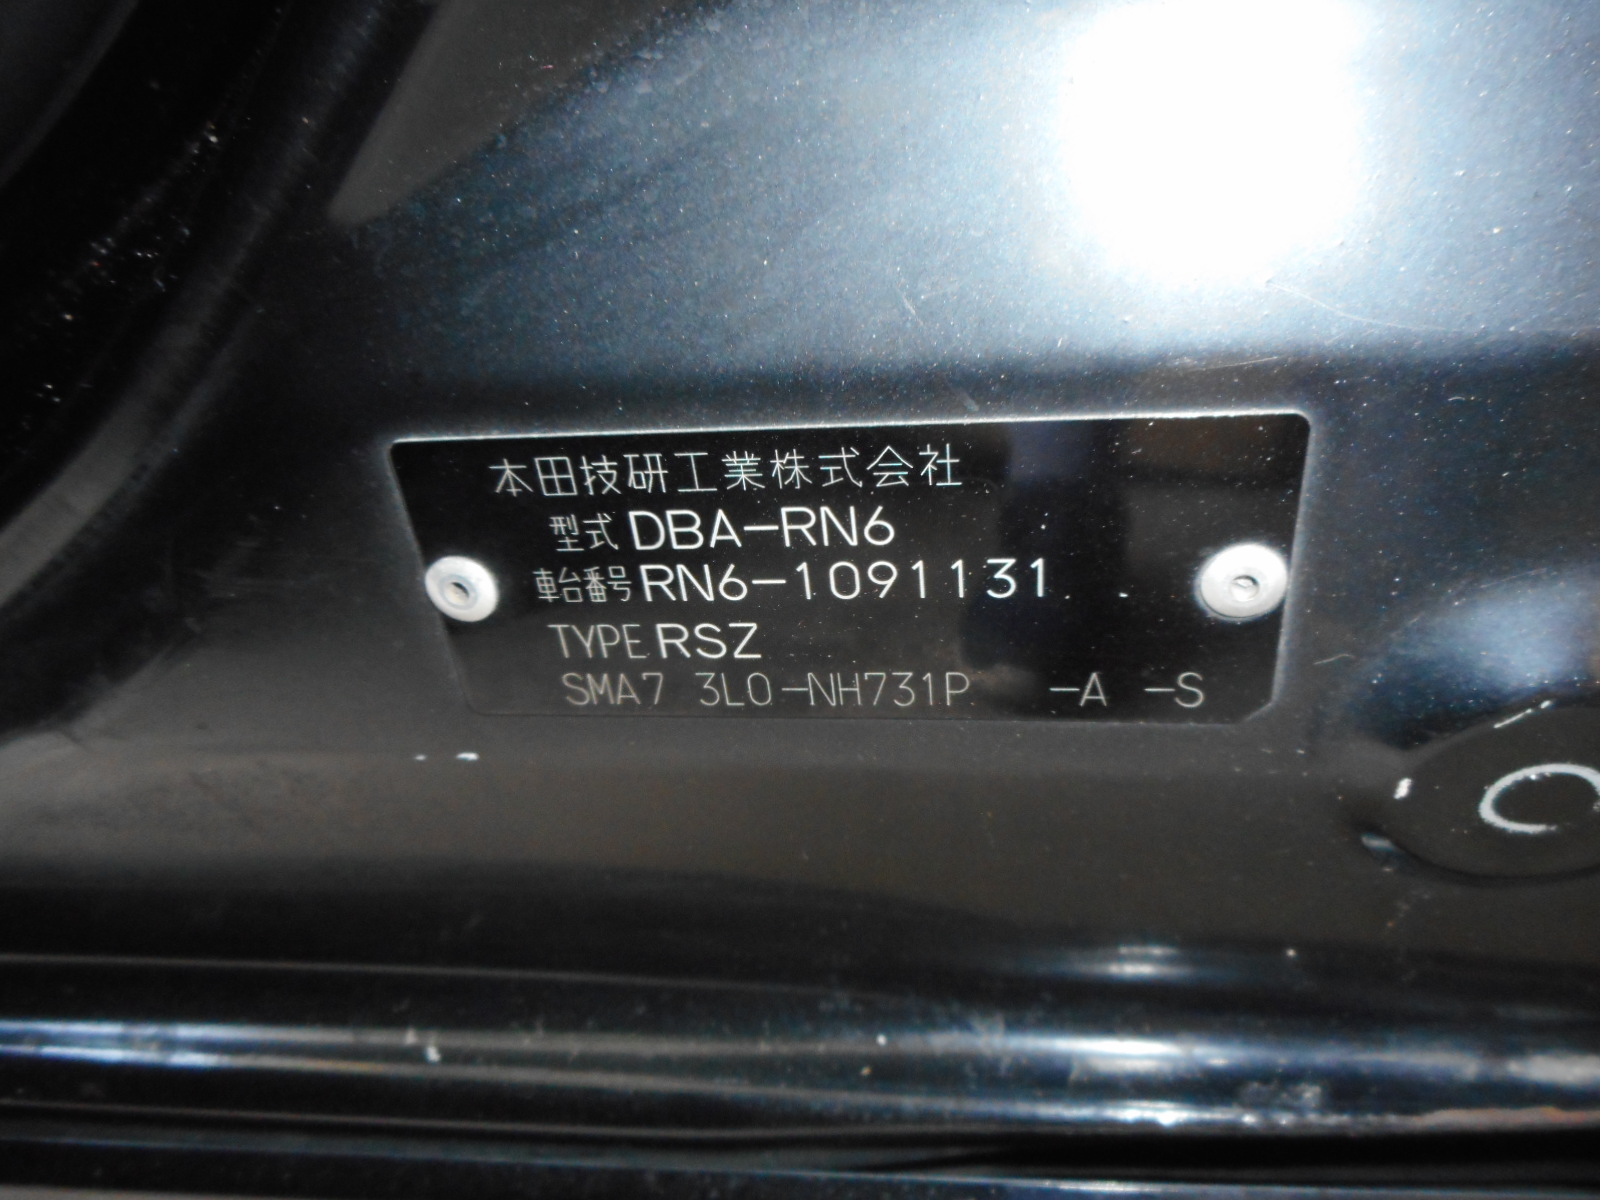 本田技研工業株式会社
型式 DBA-RN6
車台番号 RN6-1091131
TYPE RSZ
SMA7 3L0-NH731P -A -S